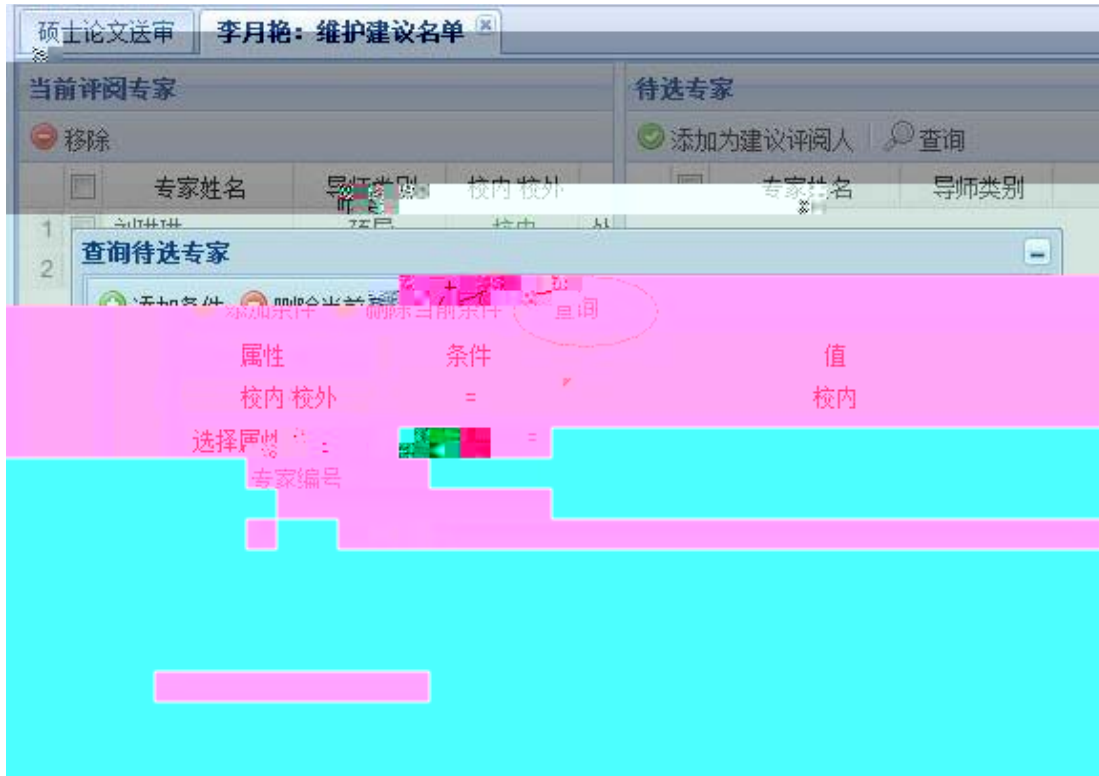 硕士论文送审 李月艳：维护建议名单
当前评阅专家 待选专家
移除 添加为建议评阅人 查询
专家姓名 导师类别 校内 校外 专家姓名 导师类别
1
2 查询待选专家
添加条件 删除当前条件 查询
属性 条件 值
校内 校外 = 校内
选择属性 =
专家编号